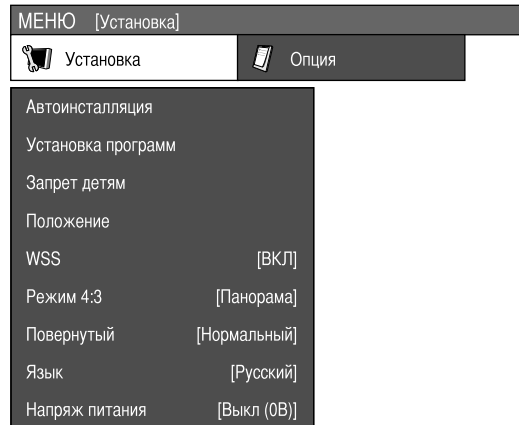 МЕНЮ [Установка]
Установка Опция
Автоинсталляция
Установка программ
Запрет детям
Положение
WSS [ВКЛ]
Режим 4:3 [Панорама]
Повернутый [Нормальный]
Язык [Русский]
Напряж питания [Выкл (0В)]